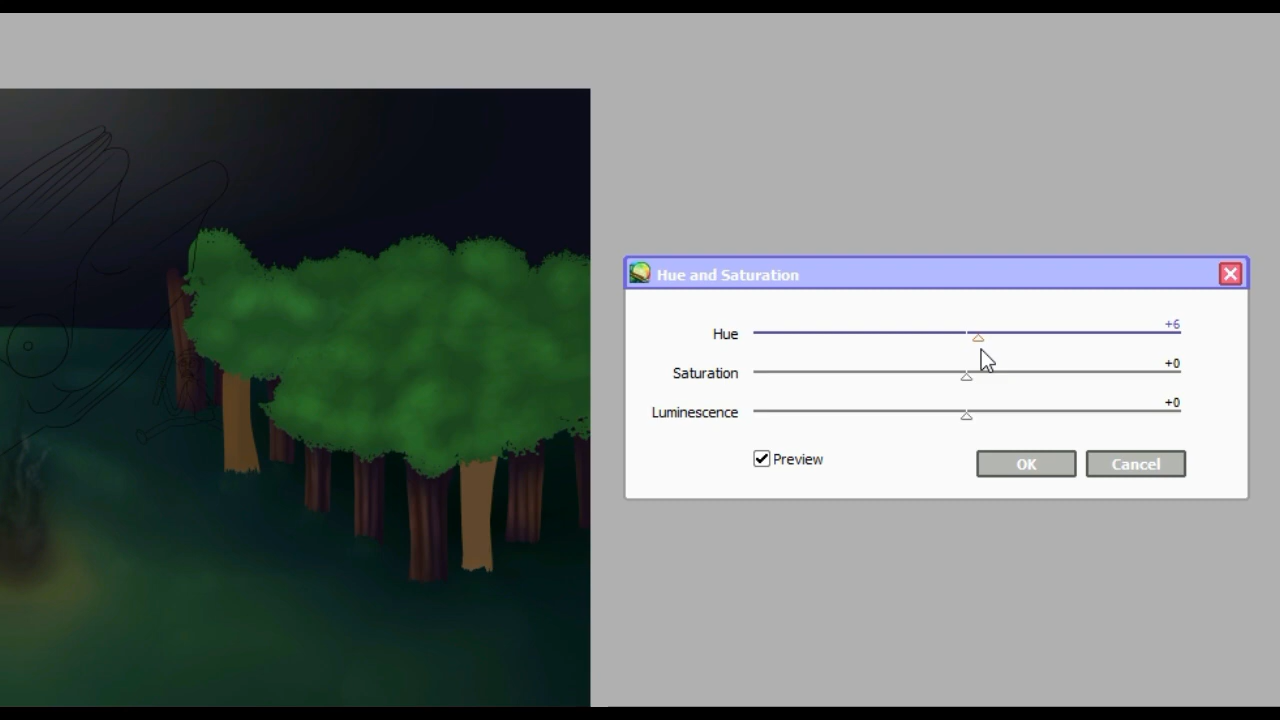 Hue and Saturation
Hue +6
Saturation +0
Luminescence +0
Preview
OK Cancel